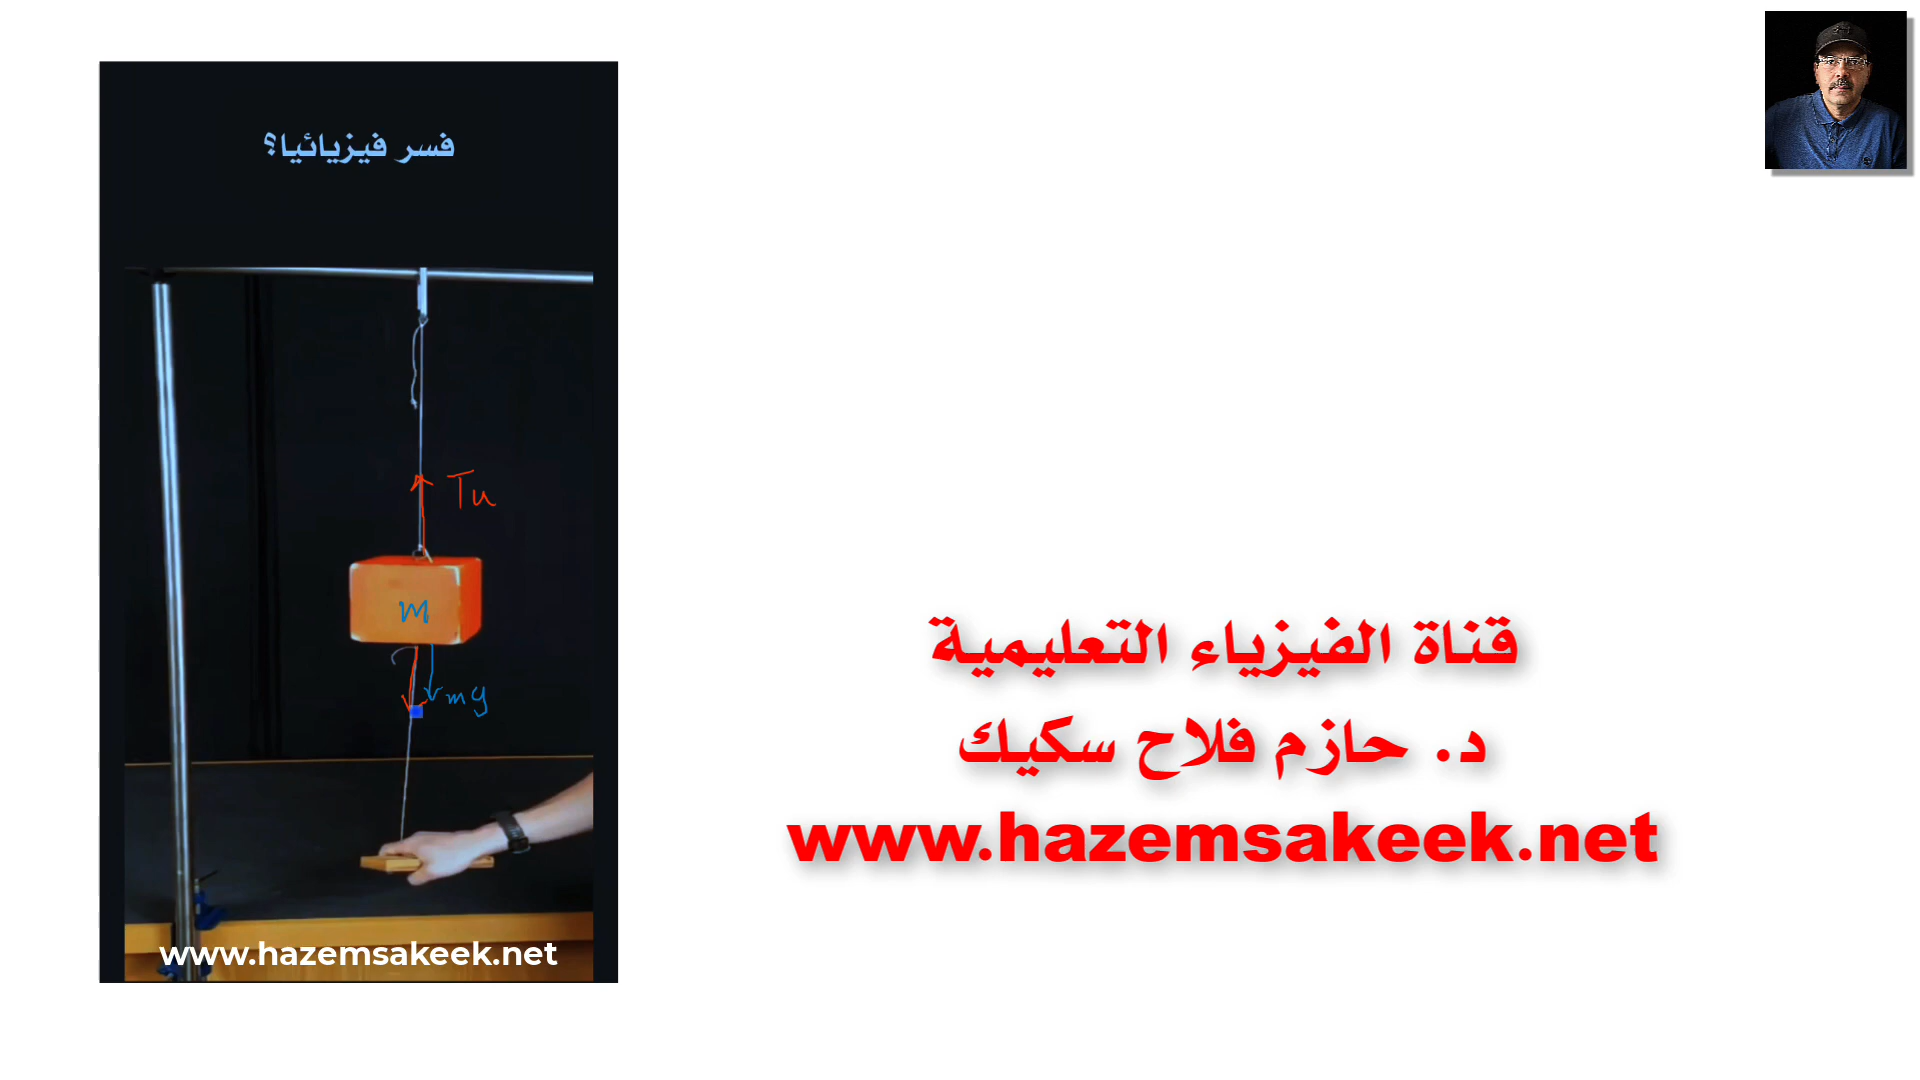 فسر فيزيائيا؟
Tu
m
mg
www.hazemsakeek.net
قناة الفيزياء التعليمية
د. حازم فلاح سكيك
www.hazemsakeek.net